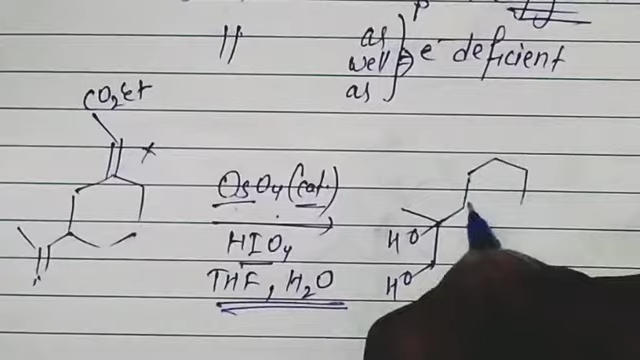 P
||
as
well
as
e⁻ deficient
CO₂Et
OsO₄ (cat.)
HIO₄
THF, H₂O
HO
HO